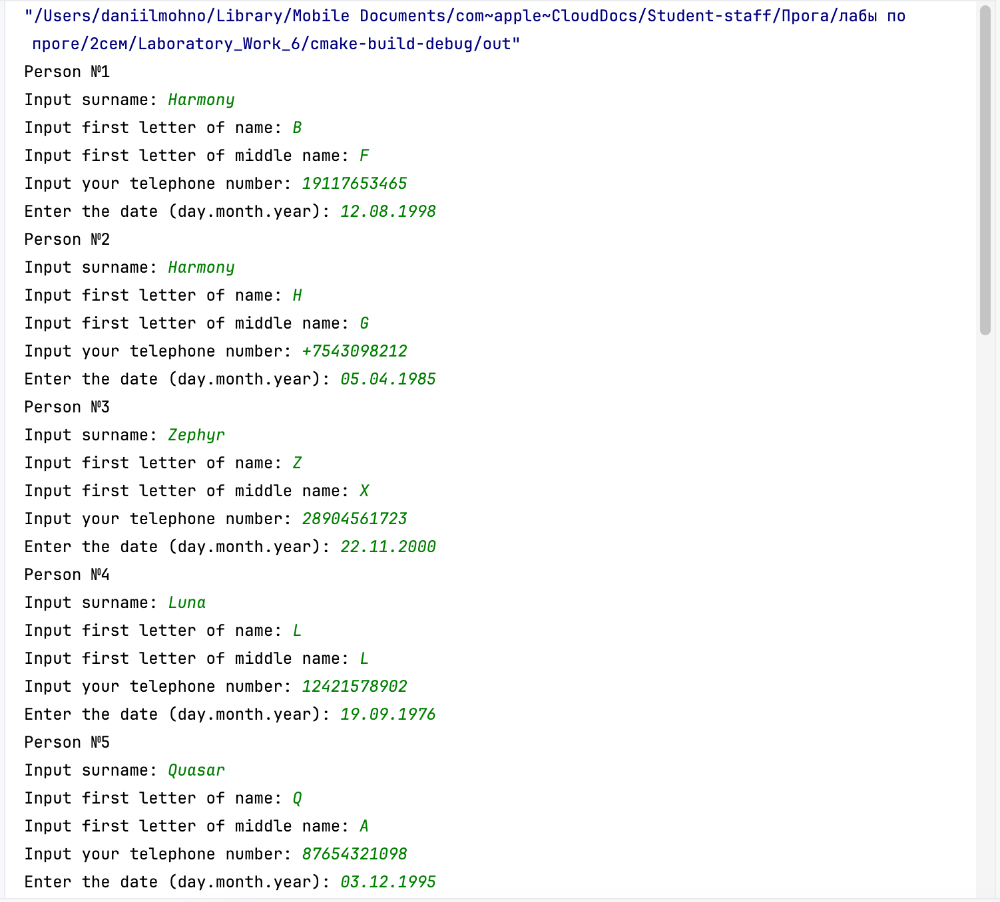 "/Users/daniilmohno/Library/Mobile Documents/com~apple~CloudDocs/Student-staff/Прога/лабы по
проге/2сем/Laboratory_Work_6/cmake-build-debug/out"
Person №1
Input surname: Harmony
Input first letter of name: B
Input first letter of middle name: F
Input your telephone number: 19117653465
Enter the date (day.month.year): 12.08.1998
Person №2
Input surname: Harmony
Input first letter of name: H
Input first letter of middle name: G
Input your telephone number: +7543098212
Enter the date (day.month.year): 05.04.1985
Person №3
Input surname: Zephyr
Input first letter of name: Z
Input first letter of middle name: X
Input your telephone number: 28904561723
Enter the date (day.month.year): 22.11.2000
Person №4
Input surname: Luna
Input first letter of name: L
Input first letter of middle name: L
Input your telephone number: 12421578902
Enter the date (day.month.year): 19.09.1976
Person №5
Input surname: Quasar
Input first letter of name: Q
Input first letter of middle name: A
Input your telephone number: 87654321098
Enter the date (day.month.year): 03.12.1995